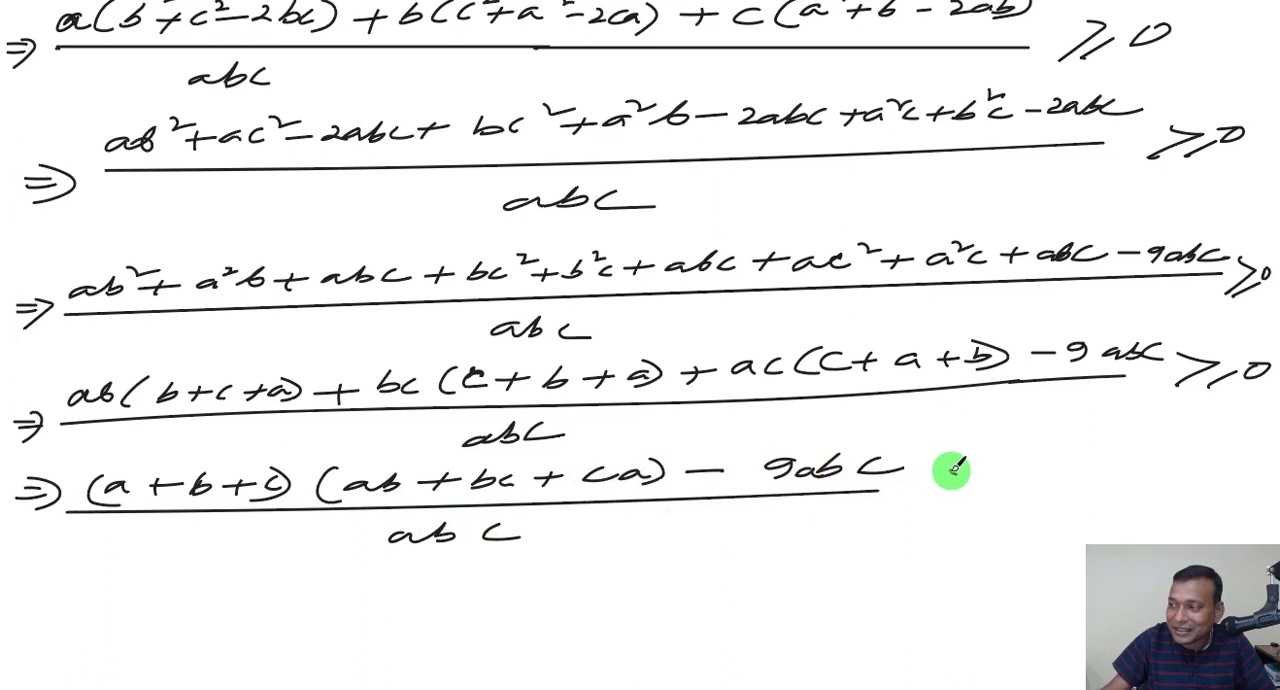 ⇒ a(b²+c²-2bc) + b(c²+a²-2ca) + c(a²+b²-2ab) / abc ≥ 0
⇒ ab²+ac²-2abc+bc²+a²b-2abc+a²c+b²c-2abc / abc ≥ 0
⇒ ab²+a²b+abc+bc²+b²c+abc+ac²+a²c+abc-9abc / abc ≥ 0
⇒ ab(b+c+a)+bc(c+b+a)+ac(c+a+b)-9abc / abc ≥ 0
⇒ (a+b+c)(ab+bc+ca)-9abc / abc